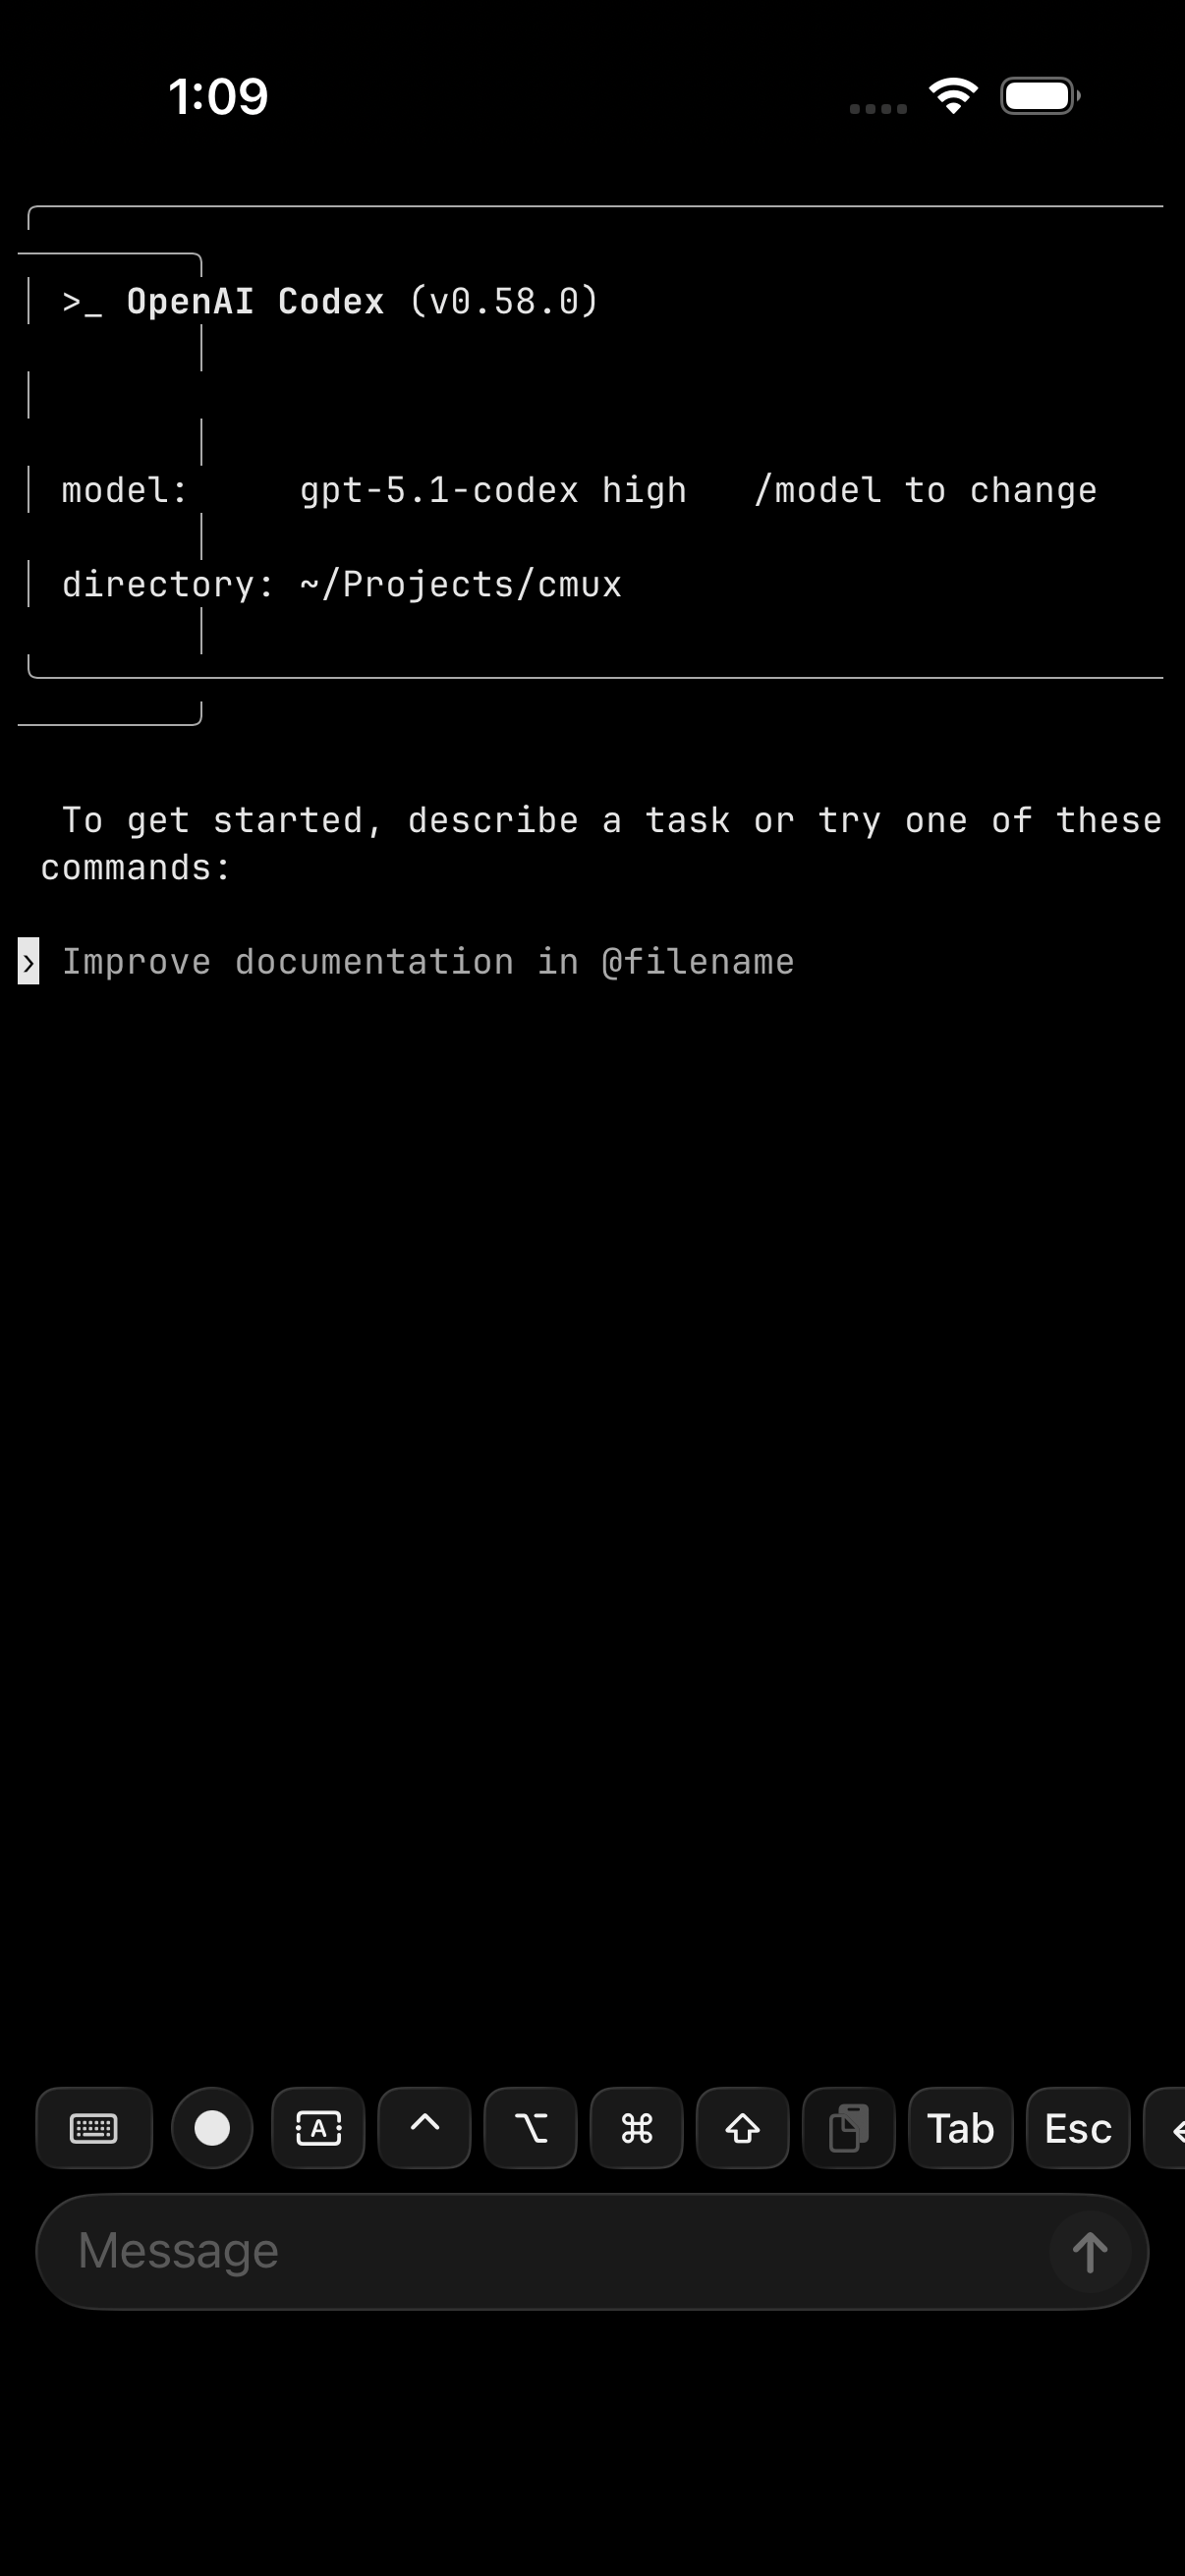 1:09
>_ OpenAI Codex (v0.58.0)
model:     gpt-5.1-codex high   /model to change
directory: ~/Projects/cmux
To get started, describe a task or try one of these
commands:
› Improve documentation in @filename
A ^ ⌥ ⌘ Tab Esc
Message